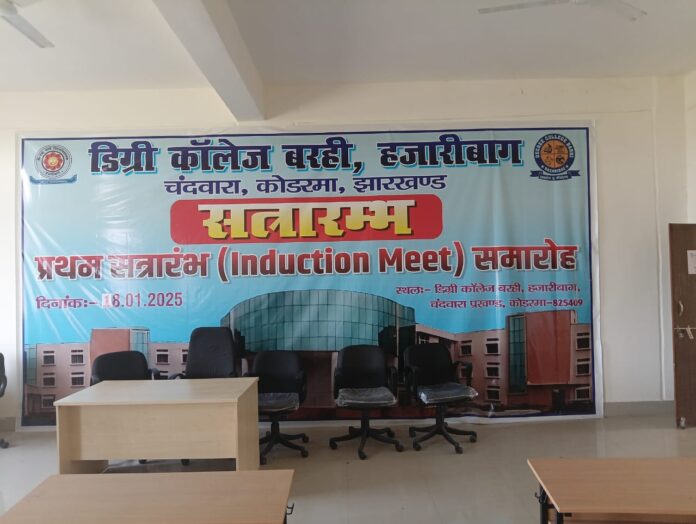 डिग्री कॉलेज बरही, हजारीबाग
चंदवारा, कोडरमा, झारखण्ड
सत्रारम्भ
प्रथम सत्रारंभ (Induction Meet) समारोह
दिनांक:- 18.01.2025
स्थल:- डिग्री कॉलेज बरही, हजारीबाग,
चंदवारा प्रखण्ड, कोडरमा-825409